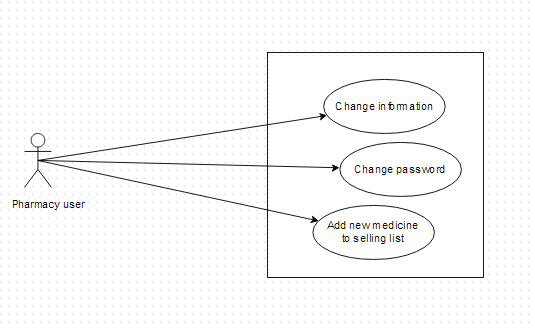 Change information
Change password
Pharmacy user
Add new medicine
to selling list